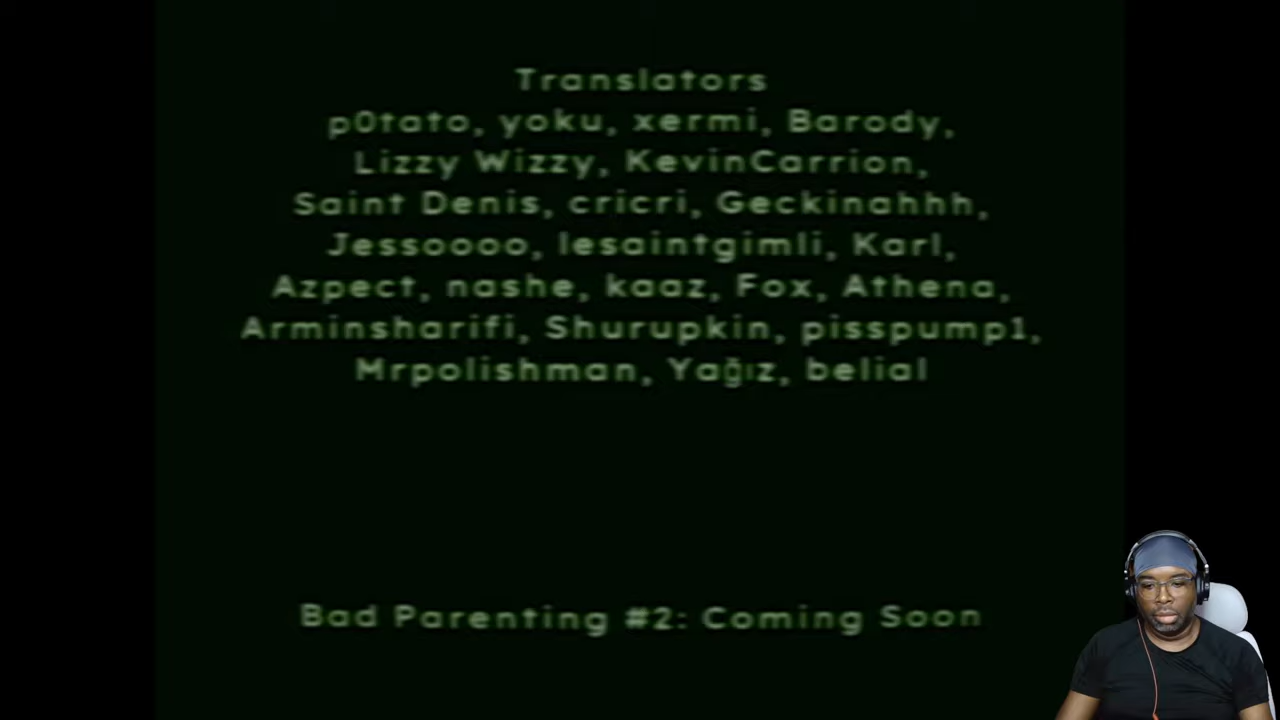 Translators
p0tato, yoku, xermi, Barody,
Lizzy Wizzy, KevinCarrion,
Saint Denis, cricri, Geckinahhh,
Jessoooo, lesaintgimli, Karl,
Azpect, nashe, kaaz, Fox, Athena,
Arminsharifi, Shurupkin, pisspump1,
Mrpolishman, Yağız, belial
Bad Parenting #2: Coming Soon